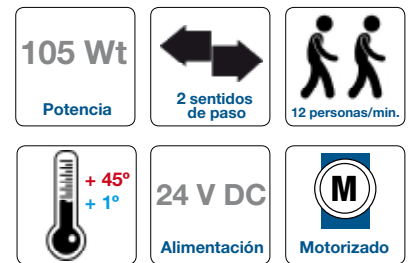 105 Wt
Potencia
2 sentidos
de paso
12 personas/min.
+ 45º
+ 1º
24 V DC
Alimentación
M
Motorizado